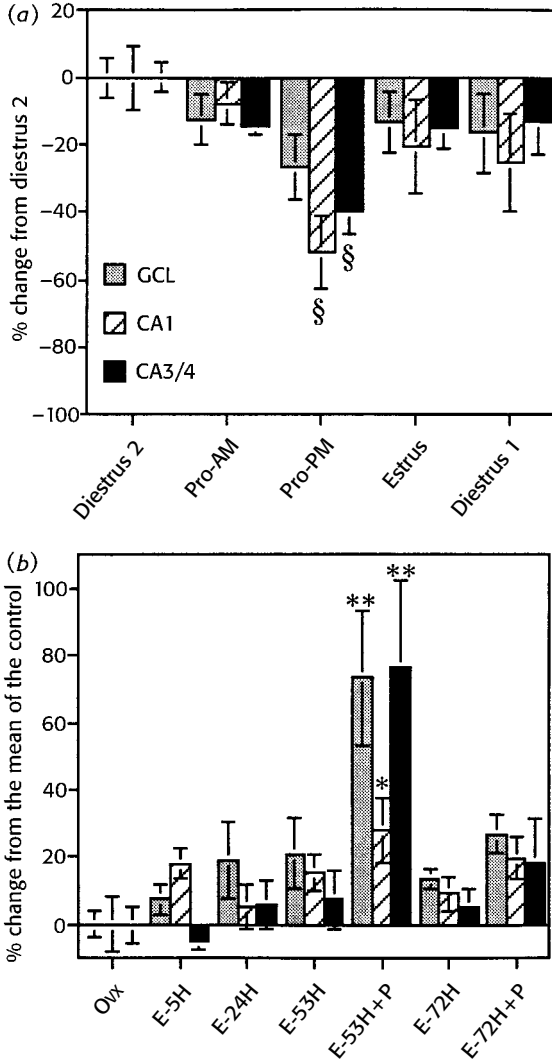 (a)
20
0
−20
−40
−60
−80
−100
% change from diestrus 2
GCL
CA1
CA3/4
§
§
Diestrus 2
Pro-AM
Pro-PM
Estrus
Diestrus 1
(b)
100
80
60
40
20
0
% change from the mean of the control
**
*
**
Ovx
E-5H
E-24H
E-53H
E-53H+P
E-72H
E-72H+P